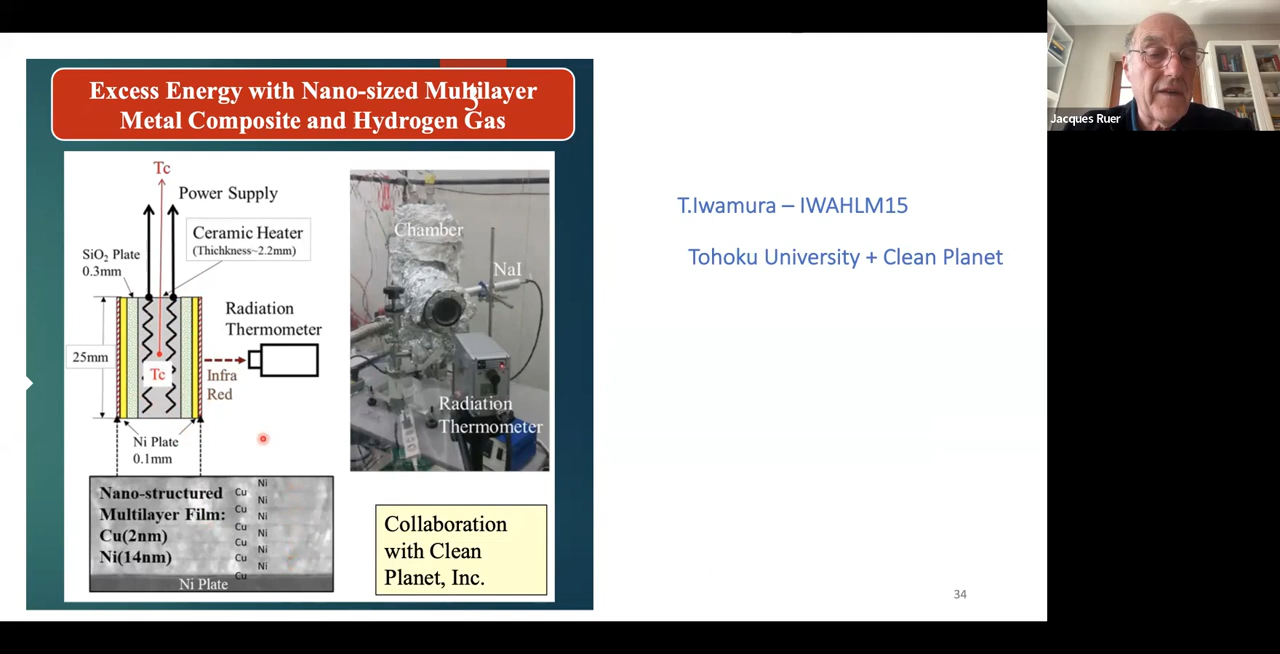 Excess Energy with Nano-sized Multilayer
Metal Composite and Hydrogen Gas
Tc
Power Supply
Ceramic Heater
(Thichkness~2.2mm)
SiO2 Plate
0.3mm
Radiation
Thermometer
25mm
Tc
Infra
Red
Ni Plate
0.1mm
Nano-structured
Multilayer Film:
Cu(2nm)
Ni(14nm)
Ni
Cu
Ni
Cu
Ni
Cu
Ni
Cu
Ni
Cu
Ni
Cu
Ni Plate
Chamber
NaI
Radiation
Thermometer
Collaboration
with Clean
Planet, Inc.
T.Iwamura – IWAHLM15
Tohoku University + Clean Planet
34
Jacques Ruer